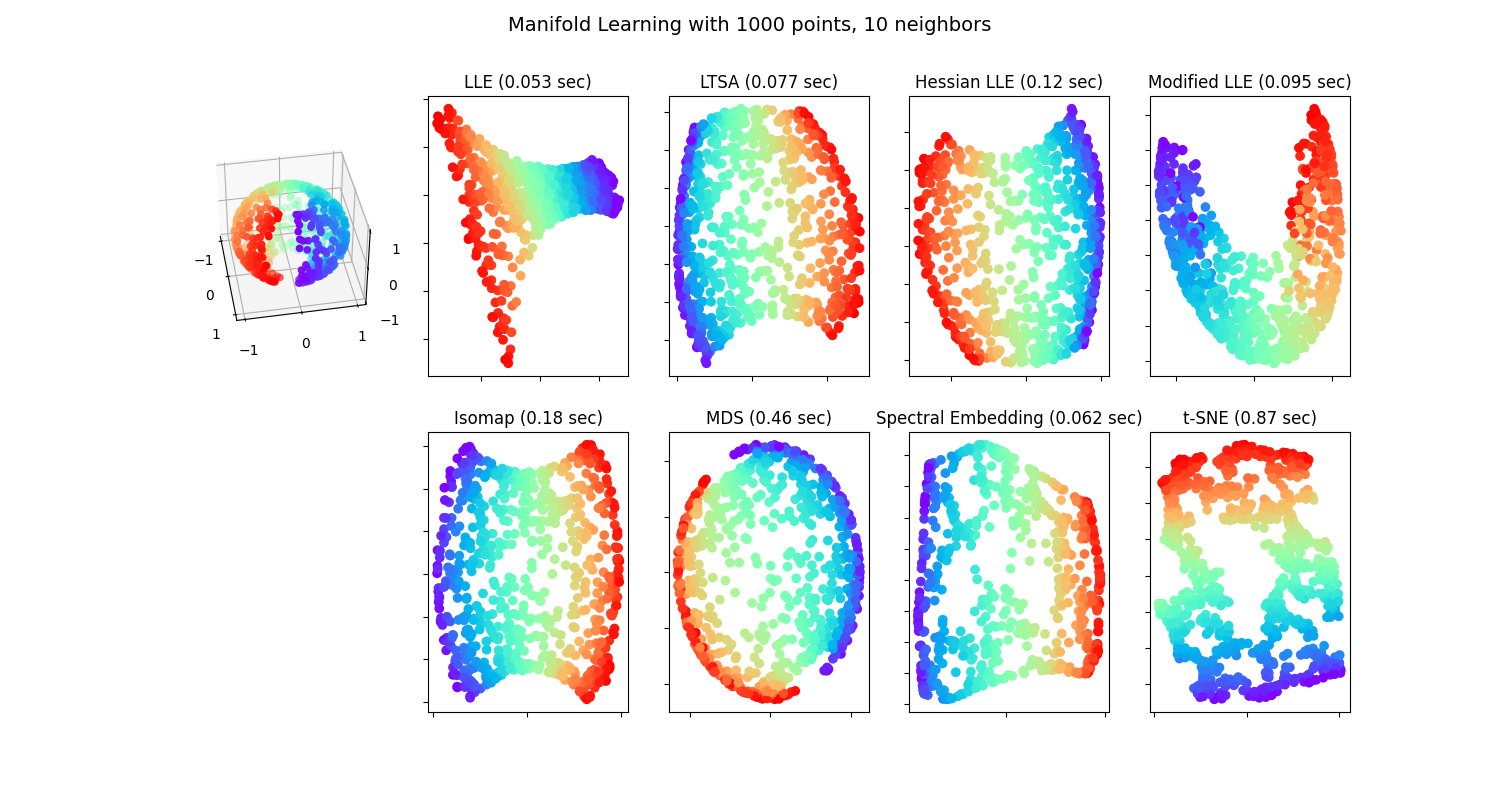 Manifold Learning with 1000 points, 10 neighbors
LLE (0.053 sec)
LTSA (0.077 sec)
Hessian LLE (0.12 sec)
Modified LLE (0.095 sec)
−1
0
1
−1
0
1
1
0
−1
Isomap (0.18 sec)
MDS (0.46 sec)
Spectral Embedding (0.062 sec)
t-SNE (0.87 sec)